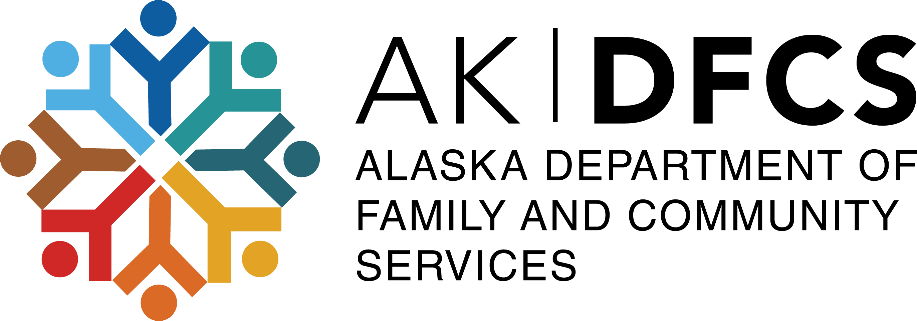 AK | DFCS
ALASKA DEPARTMENT OF
FAMILY AND COMMUNITY
SERVICES